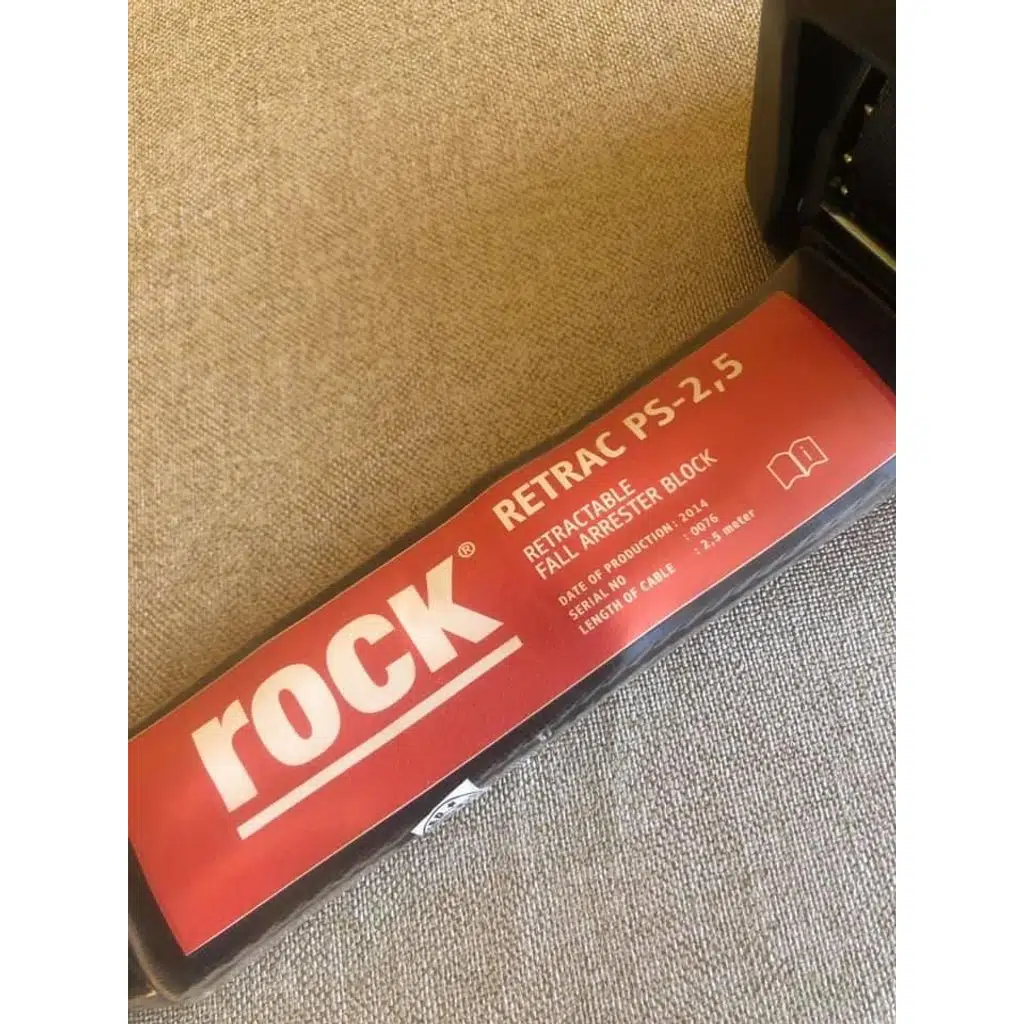 rock®
RETRAC PS-2,5
RETRACTABLE
FALL ARRESTER BLOCK
DATE OF PRODUCTION: 2014
SERIAL NO : 0076
LENGTH OF CABLE : 2,5 meter
i